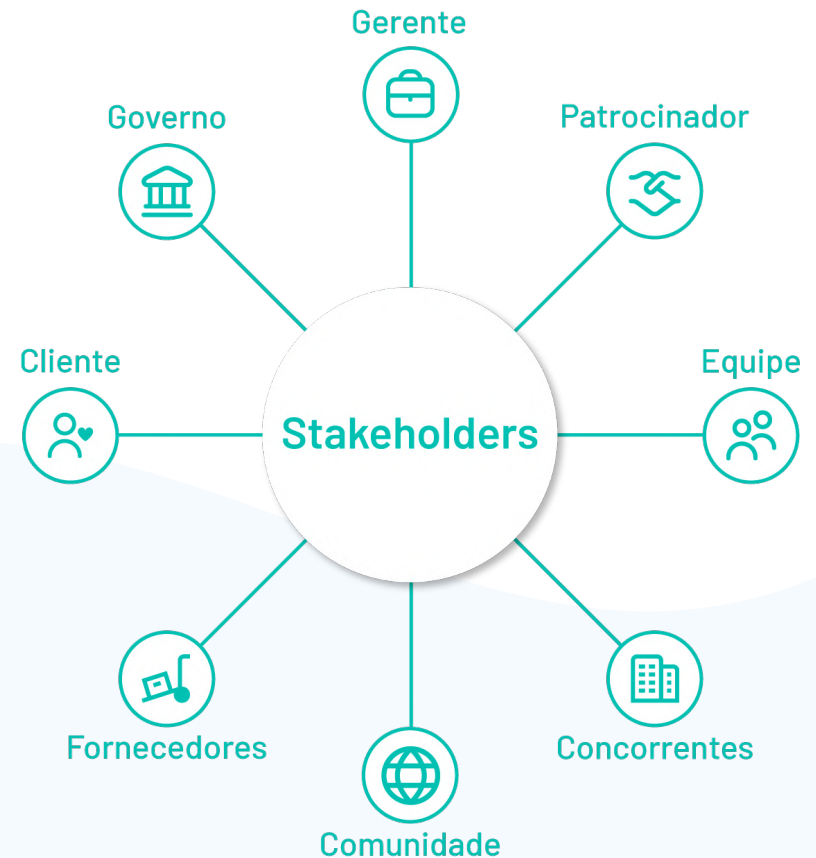 Gerente
Governo
Patrocinador
Cliente
Equipe
Stakeholders
Fornecedores
Concorrentes
Comunidade